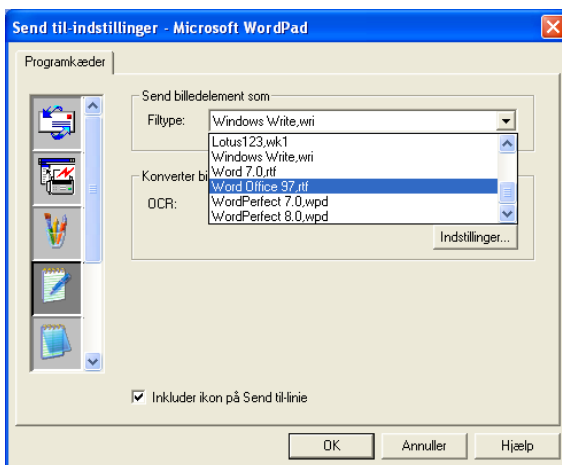 Send til-indstillinger - Microsoft WordPad
Programkæder
Send billedelement som
Filtype: Windows Write,wri
Lotus123,wk1
Windows Write,wri
Word 7.0,rtf
Konverter bi
Word Office 97,rtf
OCR: WordPerfect 7.0,wpd
WordPerfect 8.0,wpd
Indstillinger...
Inkluder ikon på Send til-linie
OK Annuller Hjælp